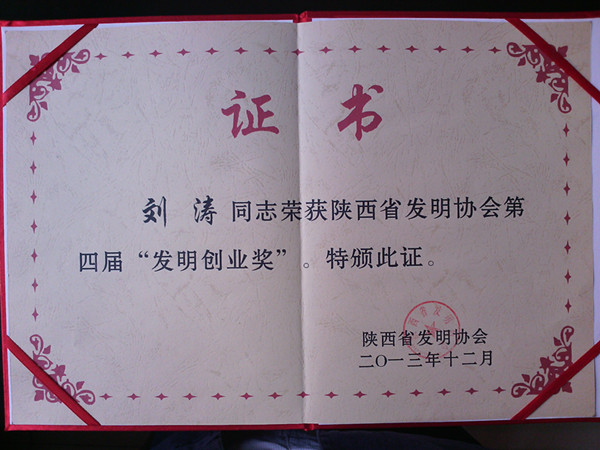 证书
刘涛同志荣获陕西省发明协会第
四届“发明创业奖”。特颁此证。
陕西省发明协会
二〇一三年十二月